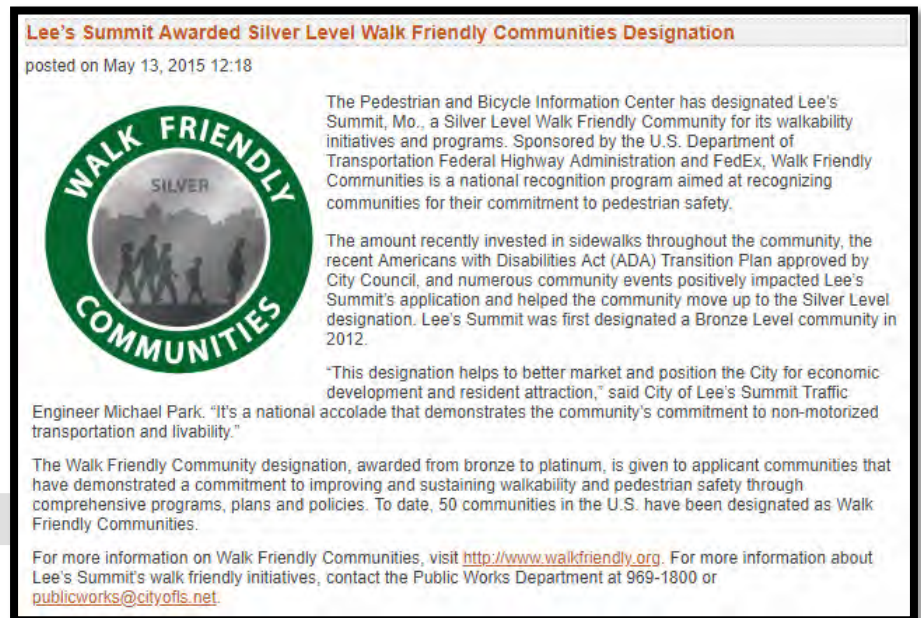 Lee's Summit Awarded Silver Level Walk Friendly Communities Designation
posted on May 13, 2015 12:18
WALK FRIENDLY
SILVER
COMMUNITIES
The Pedestrian and Bicycle Information Center has designated Lee's
Summit, Mo., a Silver Level Walk Friendly Community for its walkability
initiatives and programs. Sponsored by the U.S. Department of
Transportation Federal Highway Administration and FedEx, Walk Friendly
Communities is a national recognition program aimed at recognizing
communities for their commitment to pedestrian safety.
The amount recently invested in sidewalks throughout the community, the
recent Americans with Disabilities Act (ADA) Transition Plan approved by
City Council, and numerous community events positively impacted Lee's
Summit's application and helped the community move up to the Silver Level
designation. Lee's Summit was first designated a Bronze Level community in
2012.
“This designation helps to better market and position the City for economic
development and resident attraction,” said City of Lee's Summit Traffic
Engineer Michael Park. “It's a national accolade that demonstrates the community's commitment to non-motorized
transportation and livability.”
The Walk Friendly Community designation, awarded from bronze to platinum, is given to applicant communities that
have demonstrated a commitment to improving and sustaining walkability and pedestrian safety through
comprehensive programs, plans and policies. To date, 50 communities in the U.S. have been designated as Walk
Friendly Communities.
For more information on Walk Friendly Communities, visit http://www.walkfriendly.org. For more information about
Lee's Summit's walk friendly initiatives, contact the Public Works Department at 969-1800 or
publicworks@cityofls.net.